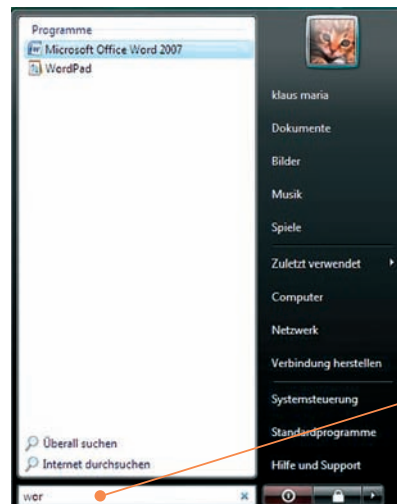 Programme
Microsoft Office Word 2007
WordPad
Überall suchen
Internet durchsuchen
wor
klaus maria
Dokumente
Bilder
Musik
Spiele
Zuletzt verwendet
Computer
Netzwerk
Verbindung herstellen
Systemsteuerung
Standardprogramme
Hilfe und Support